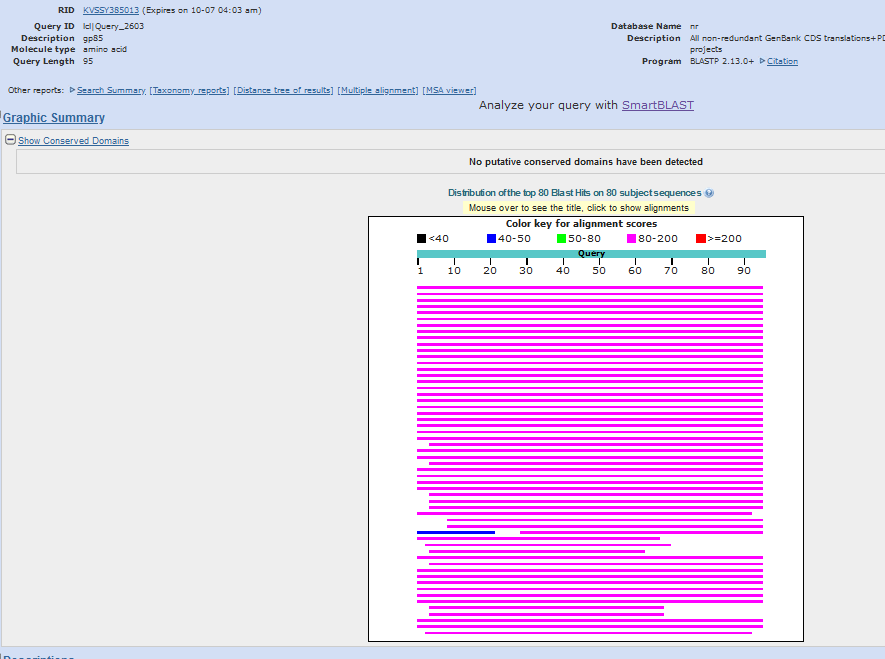 RID KVSSY385013 (Expires on 10-07 04:03 am)
Query ID lcl|Query_2603
Description gp85
Molecule type amino acid
Query Length 95
Database Name nr
Description All non-redundant GenBank CDS translations+PD
projects
Program BLASTP 2.13.0+ Citation
Other reports: Search Summary [Taxonomy reports] [Distance tree of results] [Multiple alignment] [MSA viewer]
Analyze your query with SmartBLAST
Graphic Summary
Show Conserved Domains
No putative conserved domains have been detected
Distribution of the top 80 Blast Hits on 80 subject sequences
Mouse over to see the title, click to show alignments
Color key for alignment scores
<40 40-50 50-80 80-200 >=200
Query
1 10 20 30 40 50 60 70 80 90
Descriptions